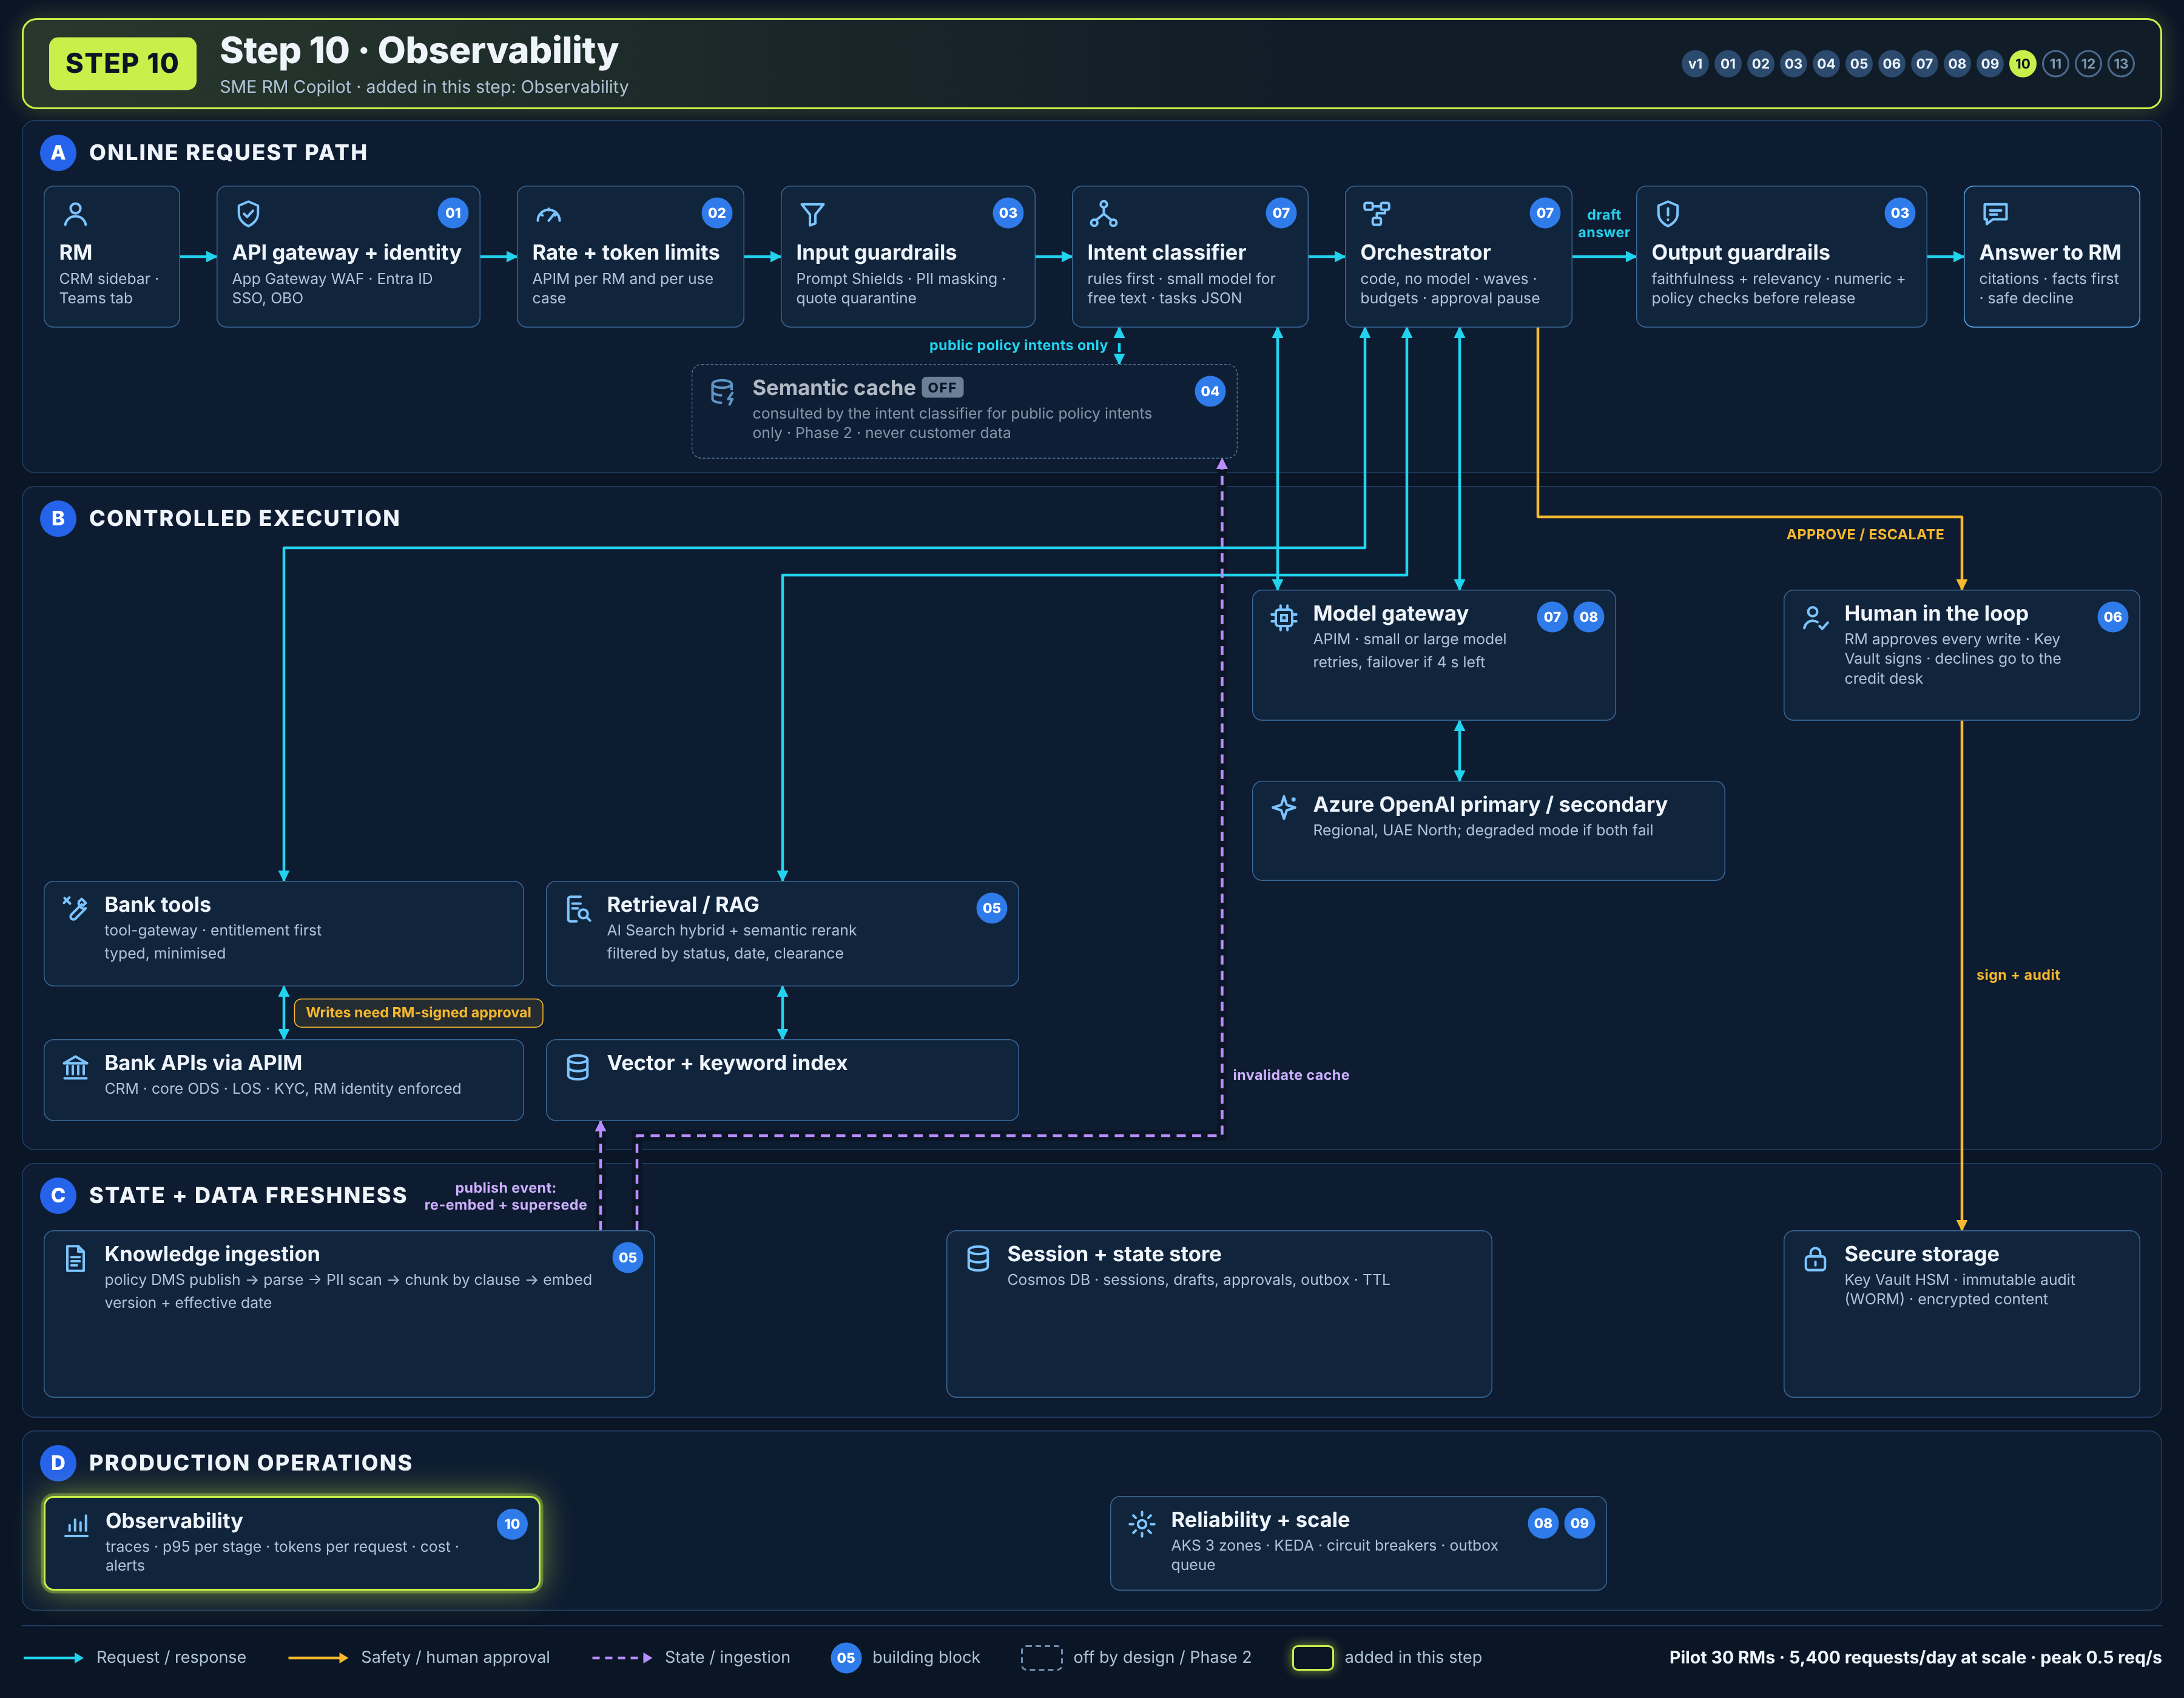 STEP 10
Step 10 · Observability
SME RM Copilot · added in this step: Observability
v1 01 02 03 04 05 06 07 08 09 10 11 12 13
A ONLINE REQUEST PATH
RM
CRM sidebar ·
Teams tab
01
API gateway + identity
App Gateway WAF · Entra ID
SSO, OBO
02
Rate + token limits
APIM per RM and per use
case
03
Input guardrails
Prompt Shields · PII masking ·
quote quarantine
07
Intent classifier
rules first · small model for
free text · tasks JSON
07
Orchestrator
code, no model · waves ·
budgets · approval pause
draft
answer
03
Output guardrails
faithfulness + relevancy · numeric +
policy checks before release
Answer to RM
citations · facts first
· safe decline
public policy intents only
Semantic cache OFF
04
consulted by the intent classifier for public policy intents
only · Phase 2 · never customer data
B CONTROLLED EXECUTION
APPROVE / ESCALATE
Model gateway
07 08
APIM · small or large model
retries, failover if 4 s left
Human in the loop
06
RM approves every write · Key
Vault signs · declines go to the
credit desk
Azure OpenAI primary / secondary
Regional, UAE North; degraded mode if both fail
Bank tools
tool-gateway · entitlement first
typed, minimised
Retrieval / RAG
05
AI Search hybrid + semantic rerank
filtered by status, date, clearance
sign + audit
Writes need RM-signed approval
Bank APIs via APIM
CRM · core ODS · LOS · KYC, RM identity enforced
Vector + keyword index
invalidate cache
C STATE + DATA FRESHNESS
publish event:
re-embed + supersede
Knowledge ingestion
05
policy DMS publish → parse → PII scan → chunk by clause → embed
version + effective date
Session + state store
Cosmos DB · sessions, drafts, approvals, outbox · TTL
Secure storage
Key Vault HSM · immutable audit
(WORM) · encrypted content
D PRODUCTION OPERATIONS
Observability
10
traces · p95 per stage · tokens per request · cost ·
alerts
Reliability + scale
08 09
AKS 3 zones · KEDA · circuit breakers · outbox
queue
Request / response
Safety / human approval
State / ingestion
05 building block
off by design / Phase 2
added in this step
Pilot 30 RMs · 5,400 requests/day at scale · peak 0.5 req/s